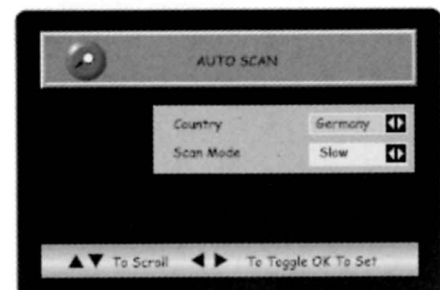 AUTO SCAN
Country Germany
Scan Mode Slow
▲▼ To Scroll ◀ ▶ To Toggle OK To Set